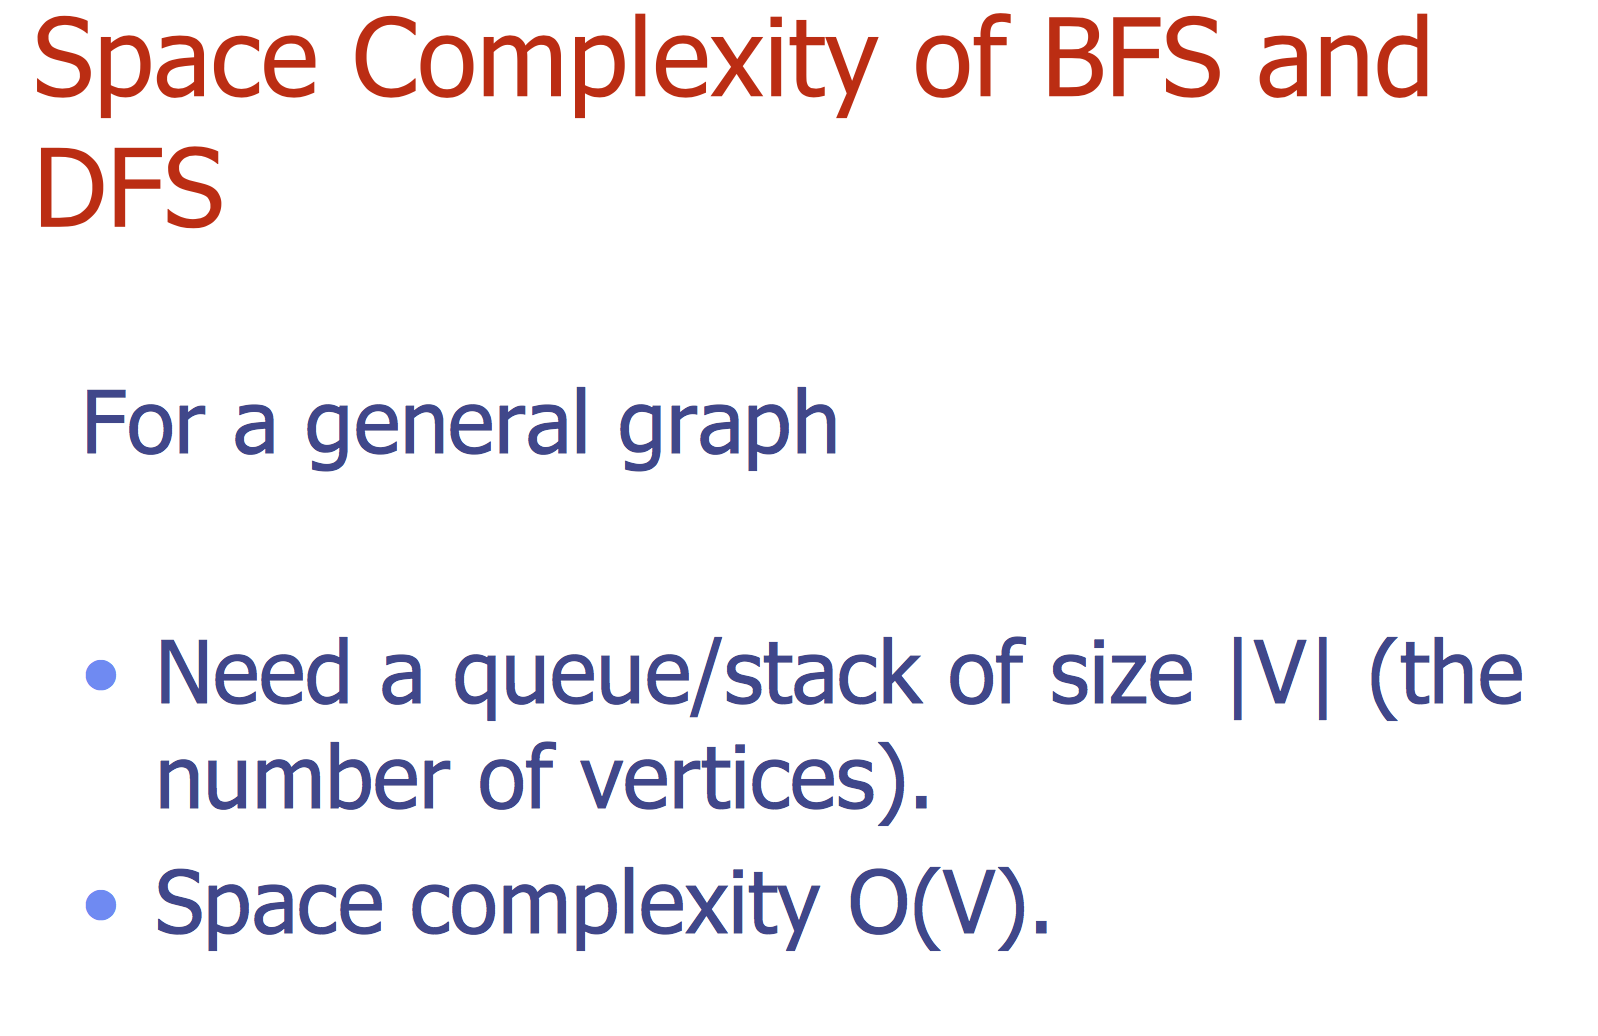 Space Complexity of BFS and
DFS
For a general graph
• Need a queue/stack of size |V| (the
number of vertices).
• Space complexity O(V).